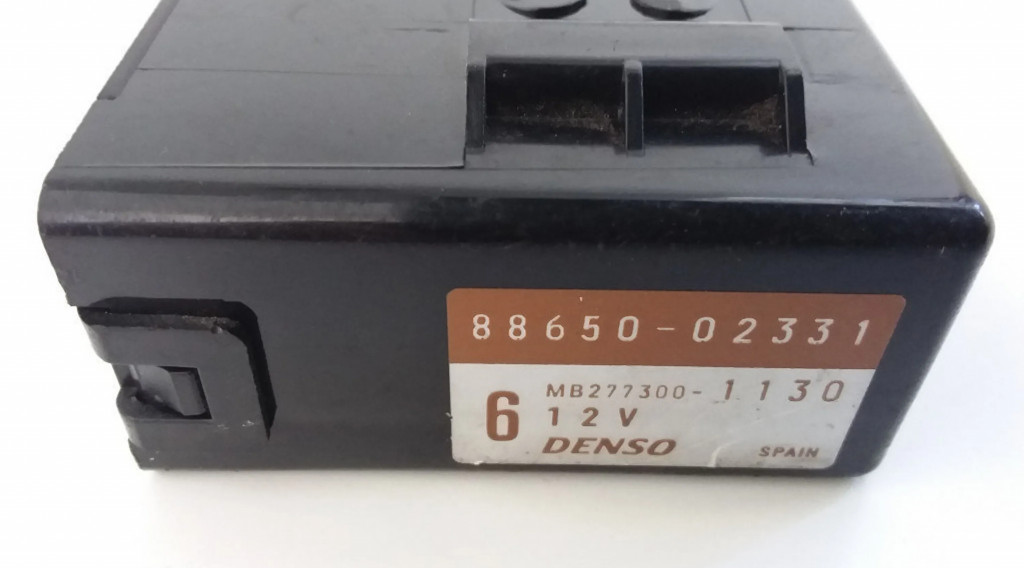 88650-02331
MB277300-1130
6 12V
DENSO SPAIN